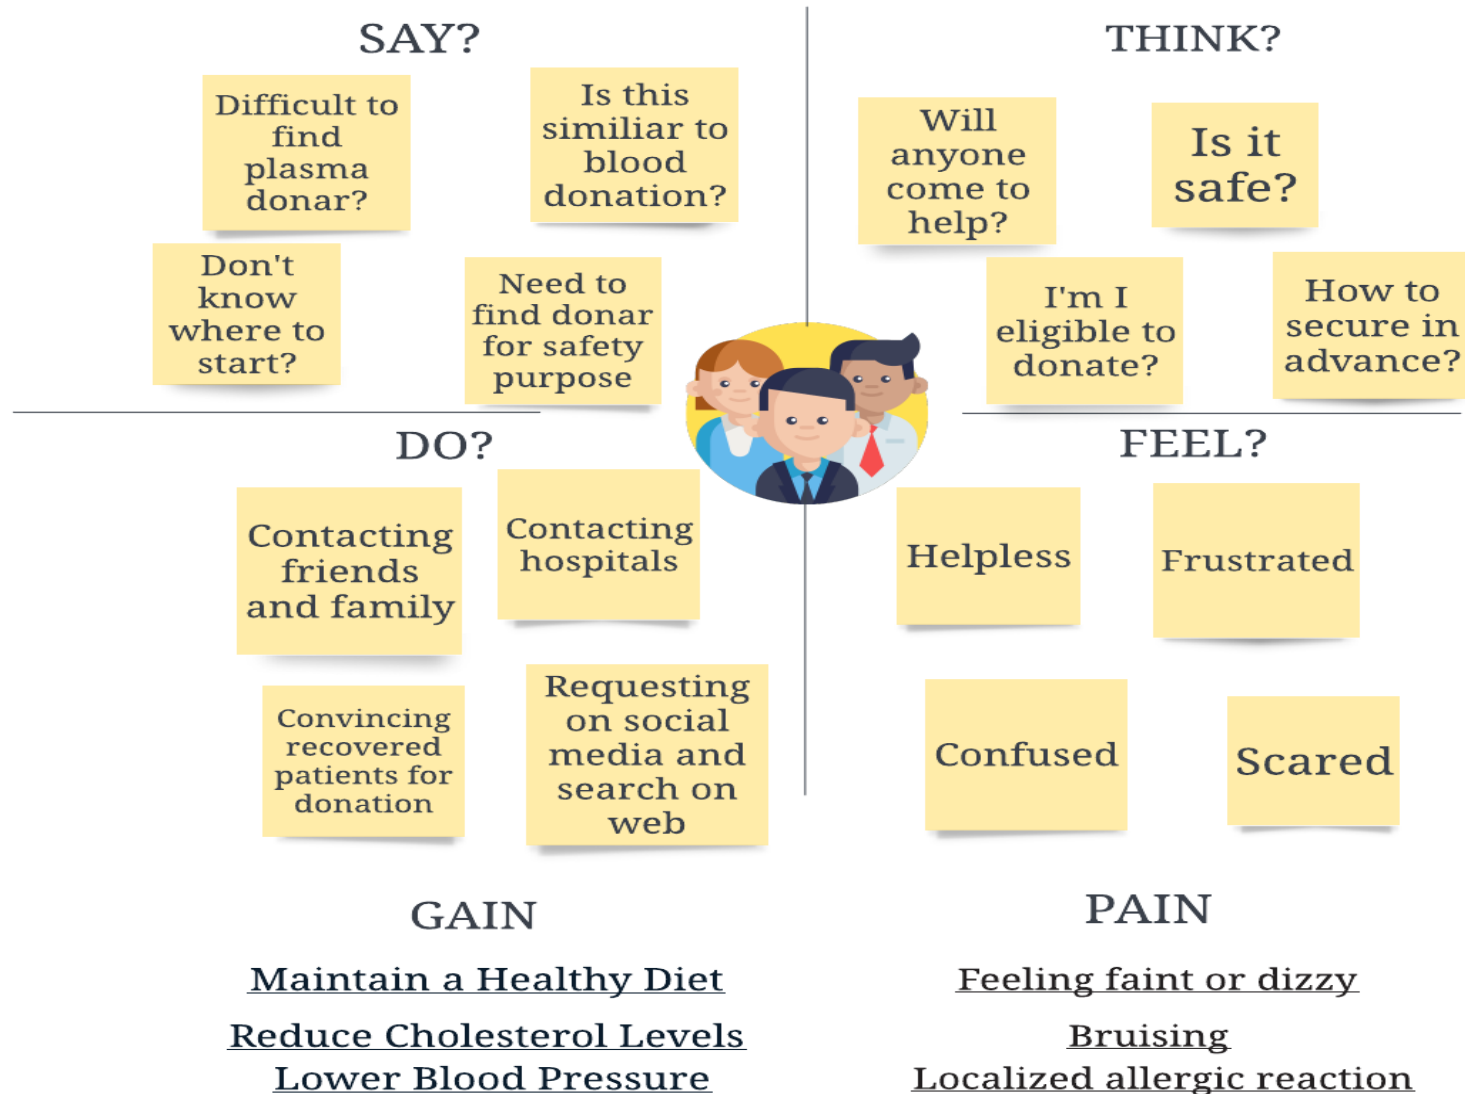 SAY?
Difficult to
find
plasma
donar?
Is this
similiar to
blood
donation?
Don't
know
where to
start?
Need to
find donar
for safety
purpose
THINK?
Will
anyone
come to
help?
Is it
safe?
I'm I
eligible to
donate?
How to
secure in
advance?
DO?
Contacting
friends
and family
Contacting
hospitals
Convincing
recovered
patients for
donation
Requesting
on social
media and
search on
web
FEEL?
Helpless
Frustrated
Confused
Scared
GAIN
Maintain a Healthy Diet
Reduce Cholesterol Levels
Lower Blood Pressure
PAIN
Feeling faint or dizzy
Bruising
Localized allergic reaction